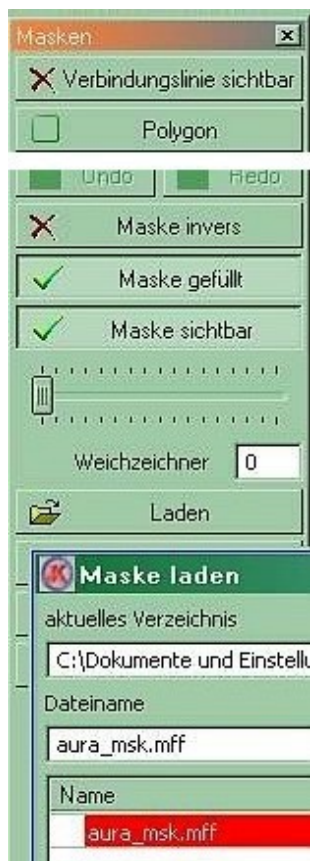 Masken
Verbindungslinie sichtbar
Polygon
Undo Redo
Maske invers
Maske gefüllt
Maske sichtbar
Weichzeichner 0
Laden
Maske laden
aktuelles Verzeichnis
C:\Dokumente und Einstellu
Dateiname
aura_msk.mff
Name
aura_msk.mff